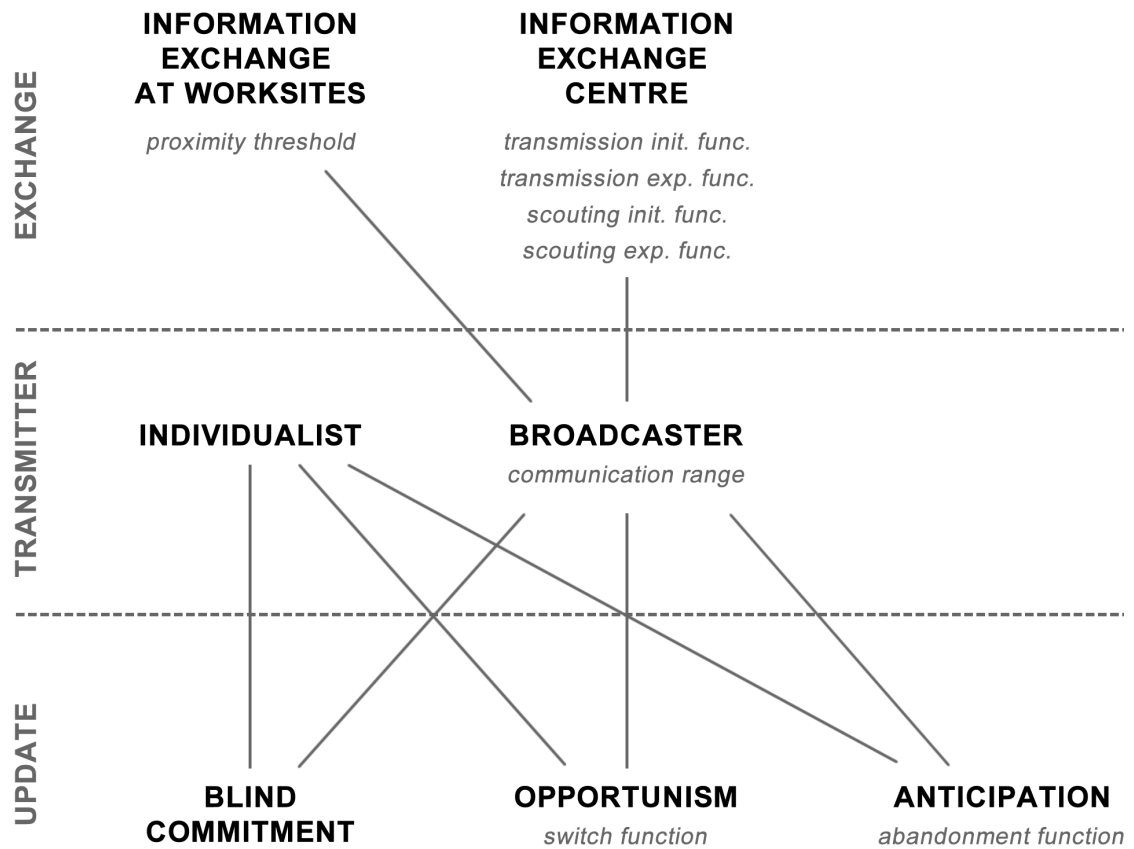 EXCHANGE
INFORMATION
EXCHANGE
AT WORKSITES
proximity threshold
INFORMATION
EXCHANGE
CENTRE
transmission init. func.
transmission exp. func.
scouting init. func.
scouting exp. func.
TRANSMITTER
INDIVIDUALIST
BROADCASTER
communication range
UPDATE
BLIND
COMMITMENT
OPPORTUNISM
switch function
ANTICIPATION
abandonment function